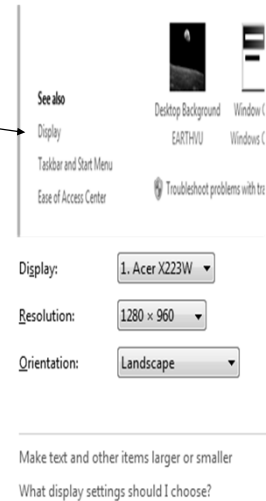 See also
Display
Taskbar and Start Menu
Ease of Access Center
Desktop Background
EARTHVU
Window C
Windows C
Troubleshoot problems with tra
Display: 1. Acer X223W
Resolution: 1280 × 960
Orientation: Landscape
Make text and other items larger or smaller
What display settings should I choose?